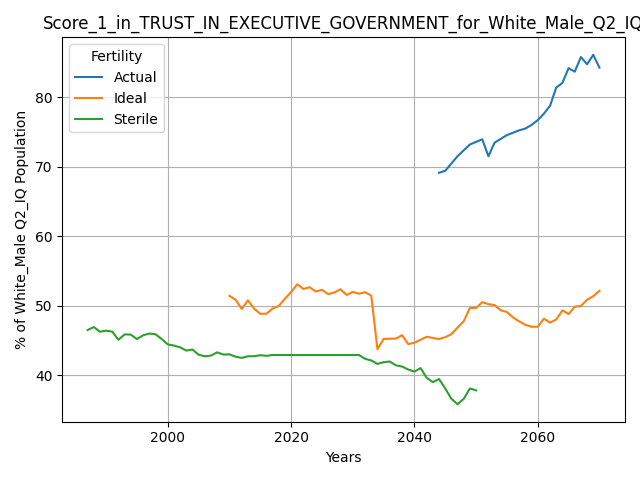 Score_1_in_TRUST_IN_EXECUTIVE_GOVERNMENT_for_White_Male_Q2_IQ
Fertility
Actual
Ideal
Sterile
% of White_Male Q2_IQ Population
80
70
60
50
40
2000
2020
2040
2060
Years